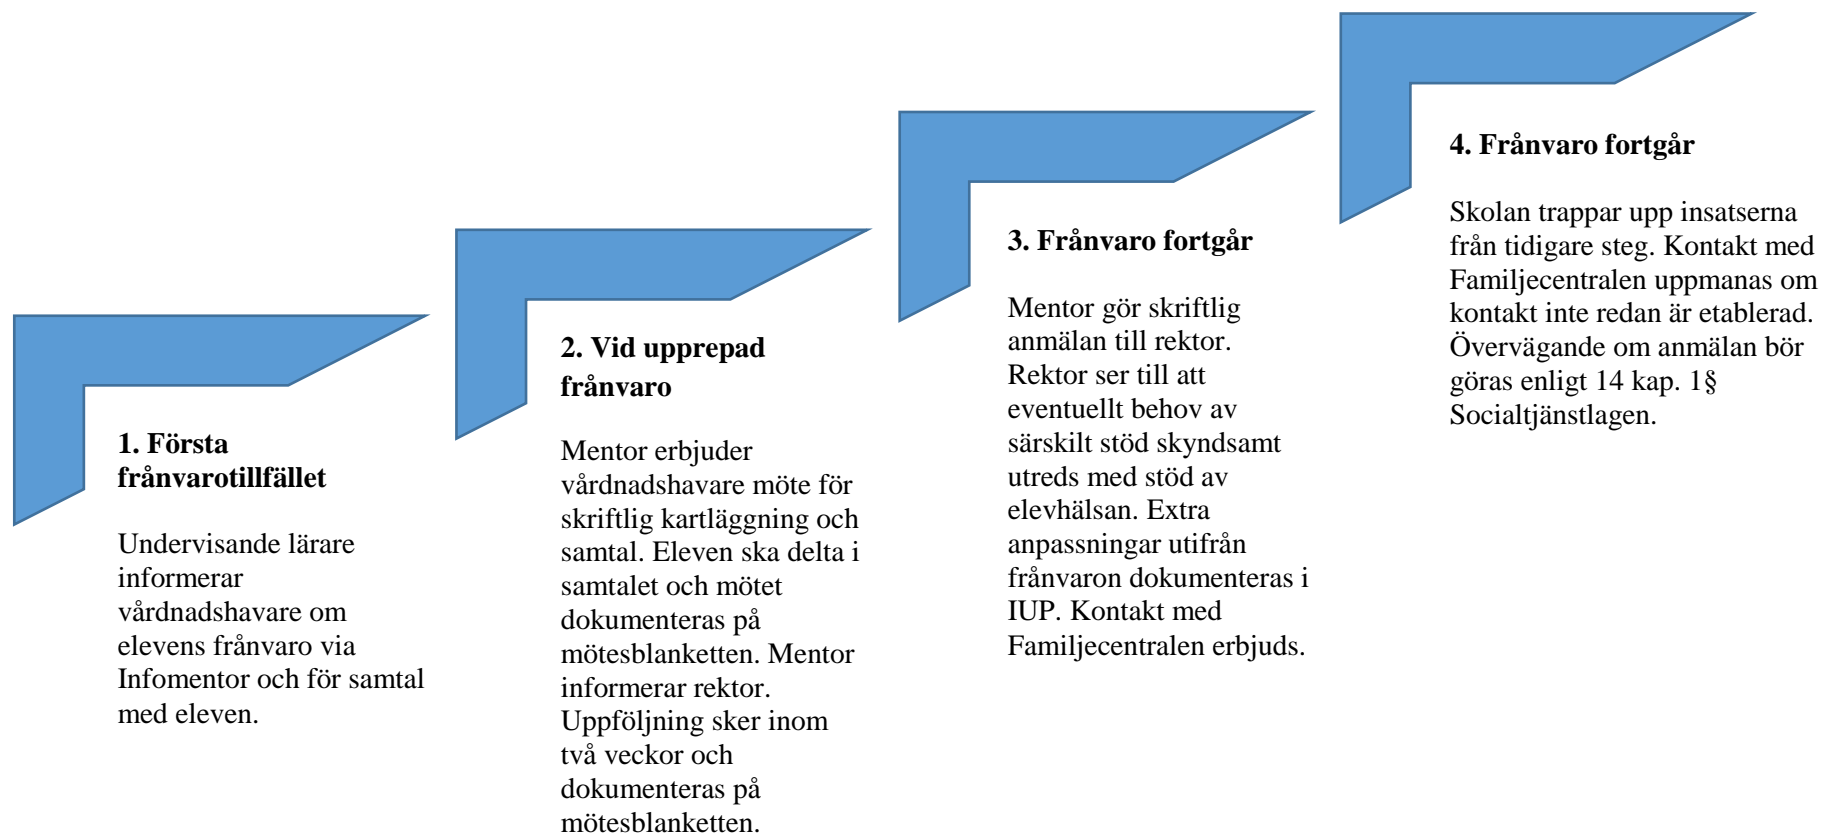 1. Första
frånvarotillfället
Undervisande lärare
informerar
vårdnadshavare om
elevens frånvaro via
Infomentor och för samtal
med eleven.
2. Vid upprepad
frånvaro
Mentor erbjuder
vårdnadshavare möte för
skriftlig kartläggning och
samtal. Eleven ska delta i
samtalet och mötet
dokumenteras på
mötesblanketten. Mentor
informerar rektor.
Uppföljning sker inom
två veckor och
dokumenteras på
mötesblanketten.
3. Frånvaro fortgår
Mentor gör skriftlig
anmälan till rektor.
Rektor ser till att
eventuellt behov av
särskilt stöd skyndsamt
utreds med stöd av
elevhälsan. Extra
anpassningar utifrån
frånvaron dokumenteras i
IUP. Kontakt med
Familjecentralen erbjuds.
4. Frånvaro fortgår
Skolan trappar upp insatserna
från tidigare steg. Kontakt med
Familjecentralen uppmanas om
kontakt inte redan är etablerad.
Övervägande om anmälan bör
göras enligt 14 kap. 1§
Socialtjänstlagen.